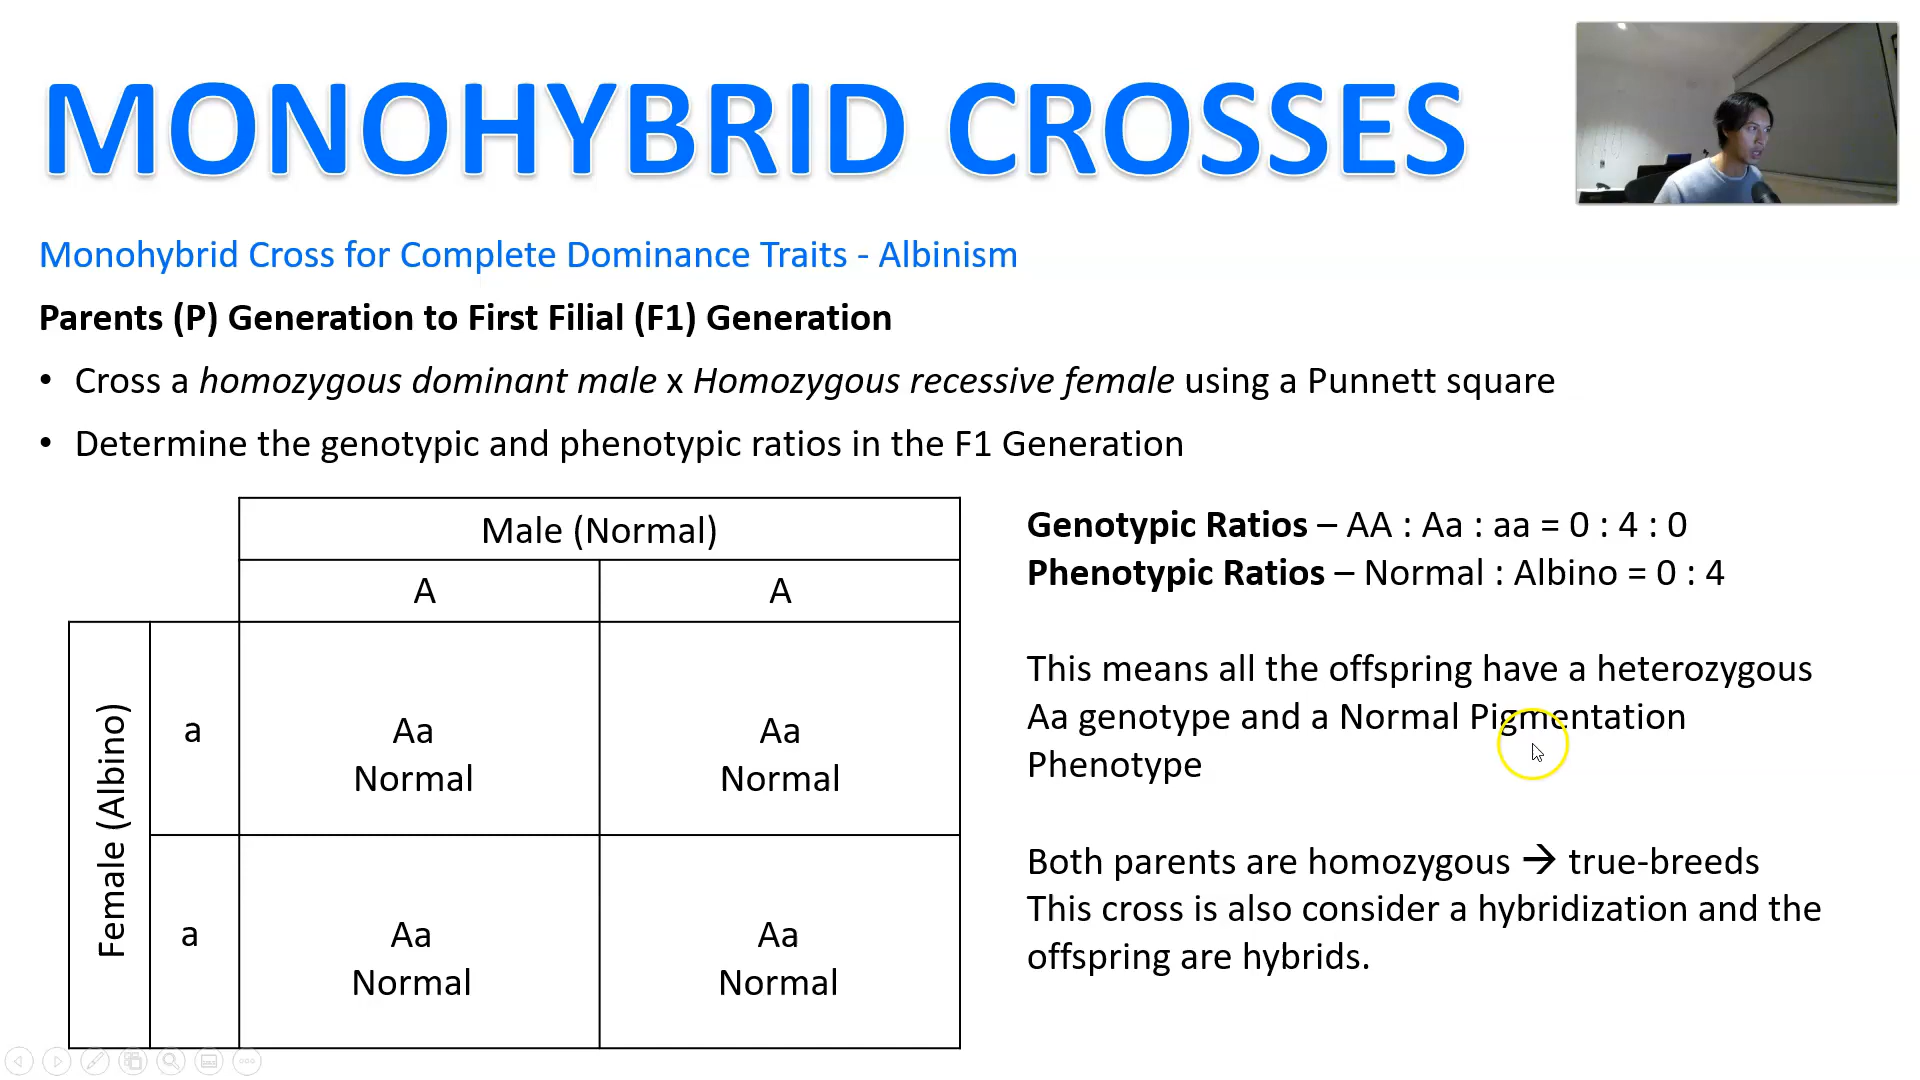 MONOHYBRID CROSSES
Monohybrid Cross for Complete Dominance Traits - Albinism
Parents (P) Generation to First Filial (F1) Generation
• Cross a homozygous dominant male x Homozygous recessive female using a Punnett square
• Determine the genotypic and phenotypic ratios in the F1 Generation
Male (Normal)
A A
Female (Albino)
a
Aa
Normal
Aa
Normal
a
Aa
Normal
Aa
Normal
Genotypic Ratios – AA : Aa : aa = 0 : 4 : 0
Phenotypic Ratios – Normal : Albino = 0 : 4
This means all the offspring have a heterozygous
Aa genotype and a Normal Pigmentation
Phenotype
Both parents are homozygous → true-breeds
This cross is also consider a hybridization and the
offspring are hybrids.